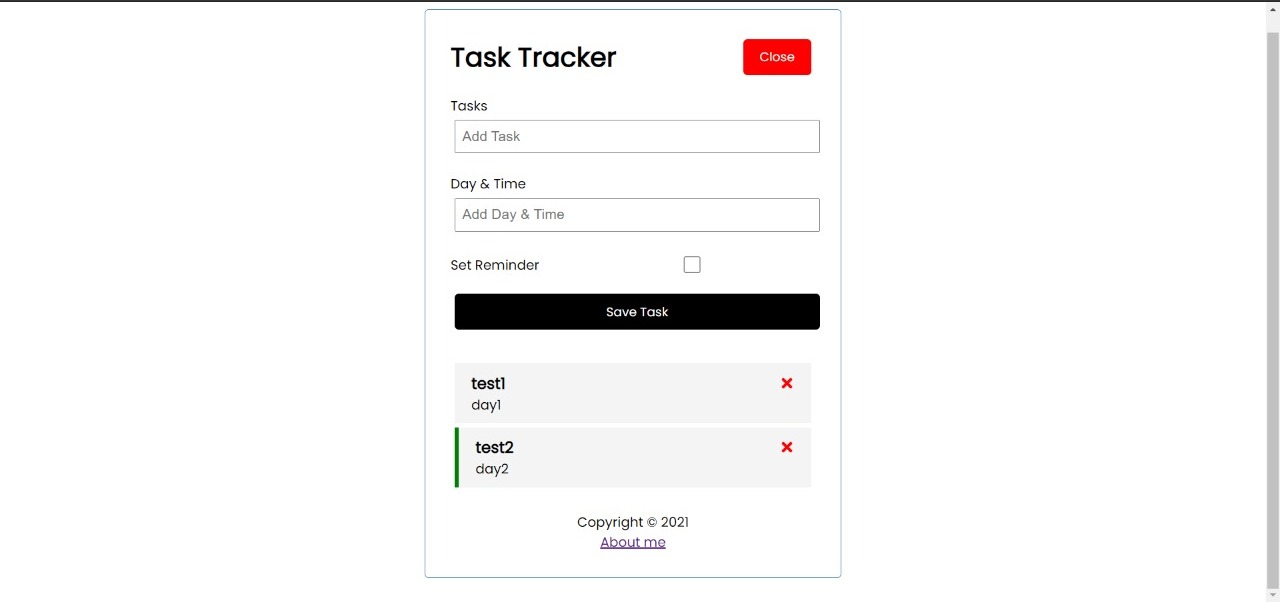 Task Tracker
Close
Tasks
Add Task
Day & Time
Add Day & Time
Set Reminder
Save Task
test1
day1
test2
day2
Copyright © 2021
About me